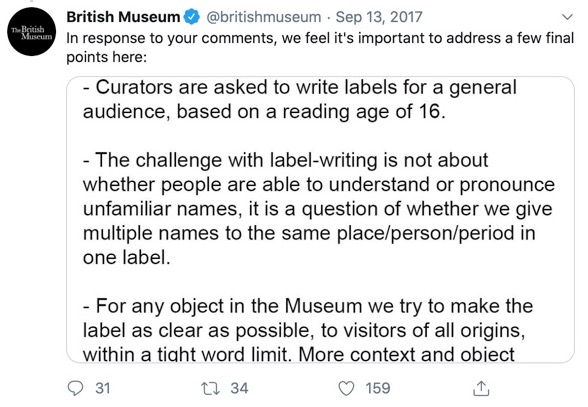 The British Museum
British Museum @britishmuseum · Sep 13, 2017
In response to your comments, we feel it's important to address a few final
points here:
- Curators are asked to write labels for a general
audience, based on a reading age of 16.
- The challenge with label-writing is not about
whether people are able to understand or pronounce
unfamiliar names, it is a question of whether we give
multiple names to the same place/person/period in
one label.
- For any object in the Museum we try to make the
label as clear as possible, to visitors of all origins,
within a tight word limit. More context and object
31 34 159